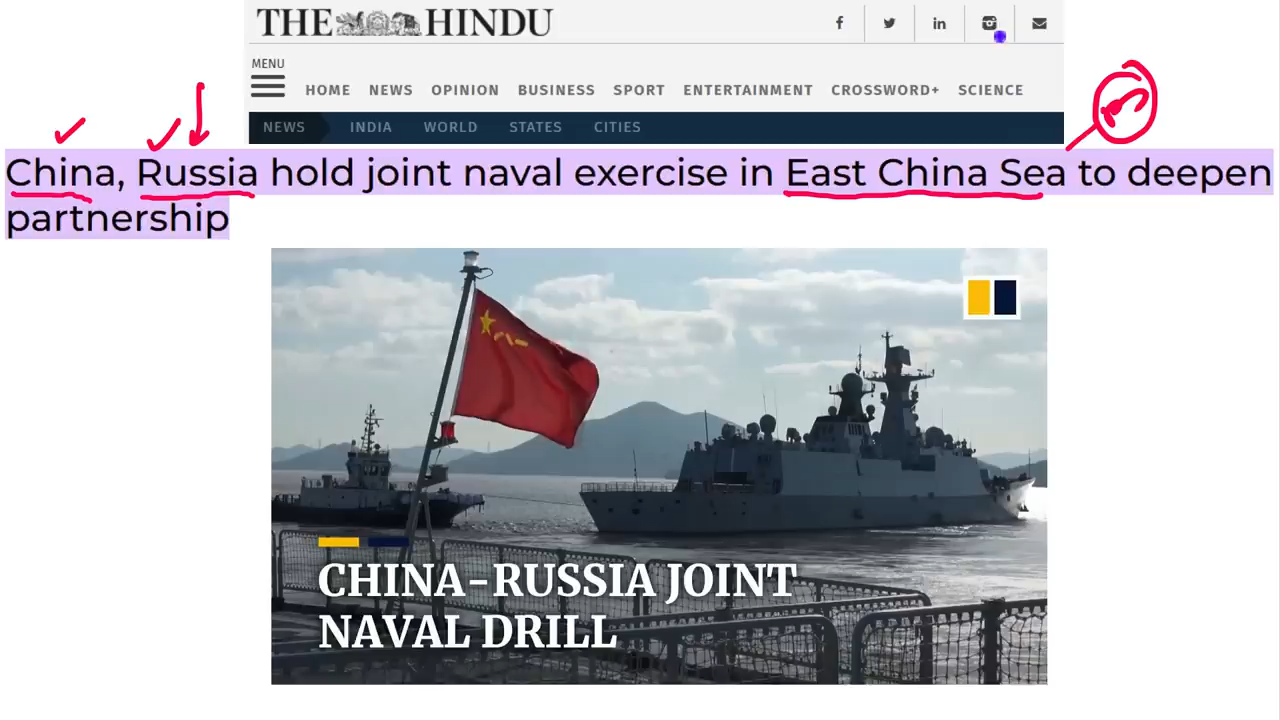 THE HINDU
MENU
HOME NEWS OPINION BUSINESS SPORT ENTERTAINMENT CROSSWORD+ SCIENCE
NEWS INDIA WORLD STATES CITIES
China, Russia hold joint naval exercise in East China Sea to deepen
partnership
CHINA-RUSSIA JOINT
NAVAL DRILL